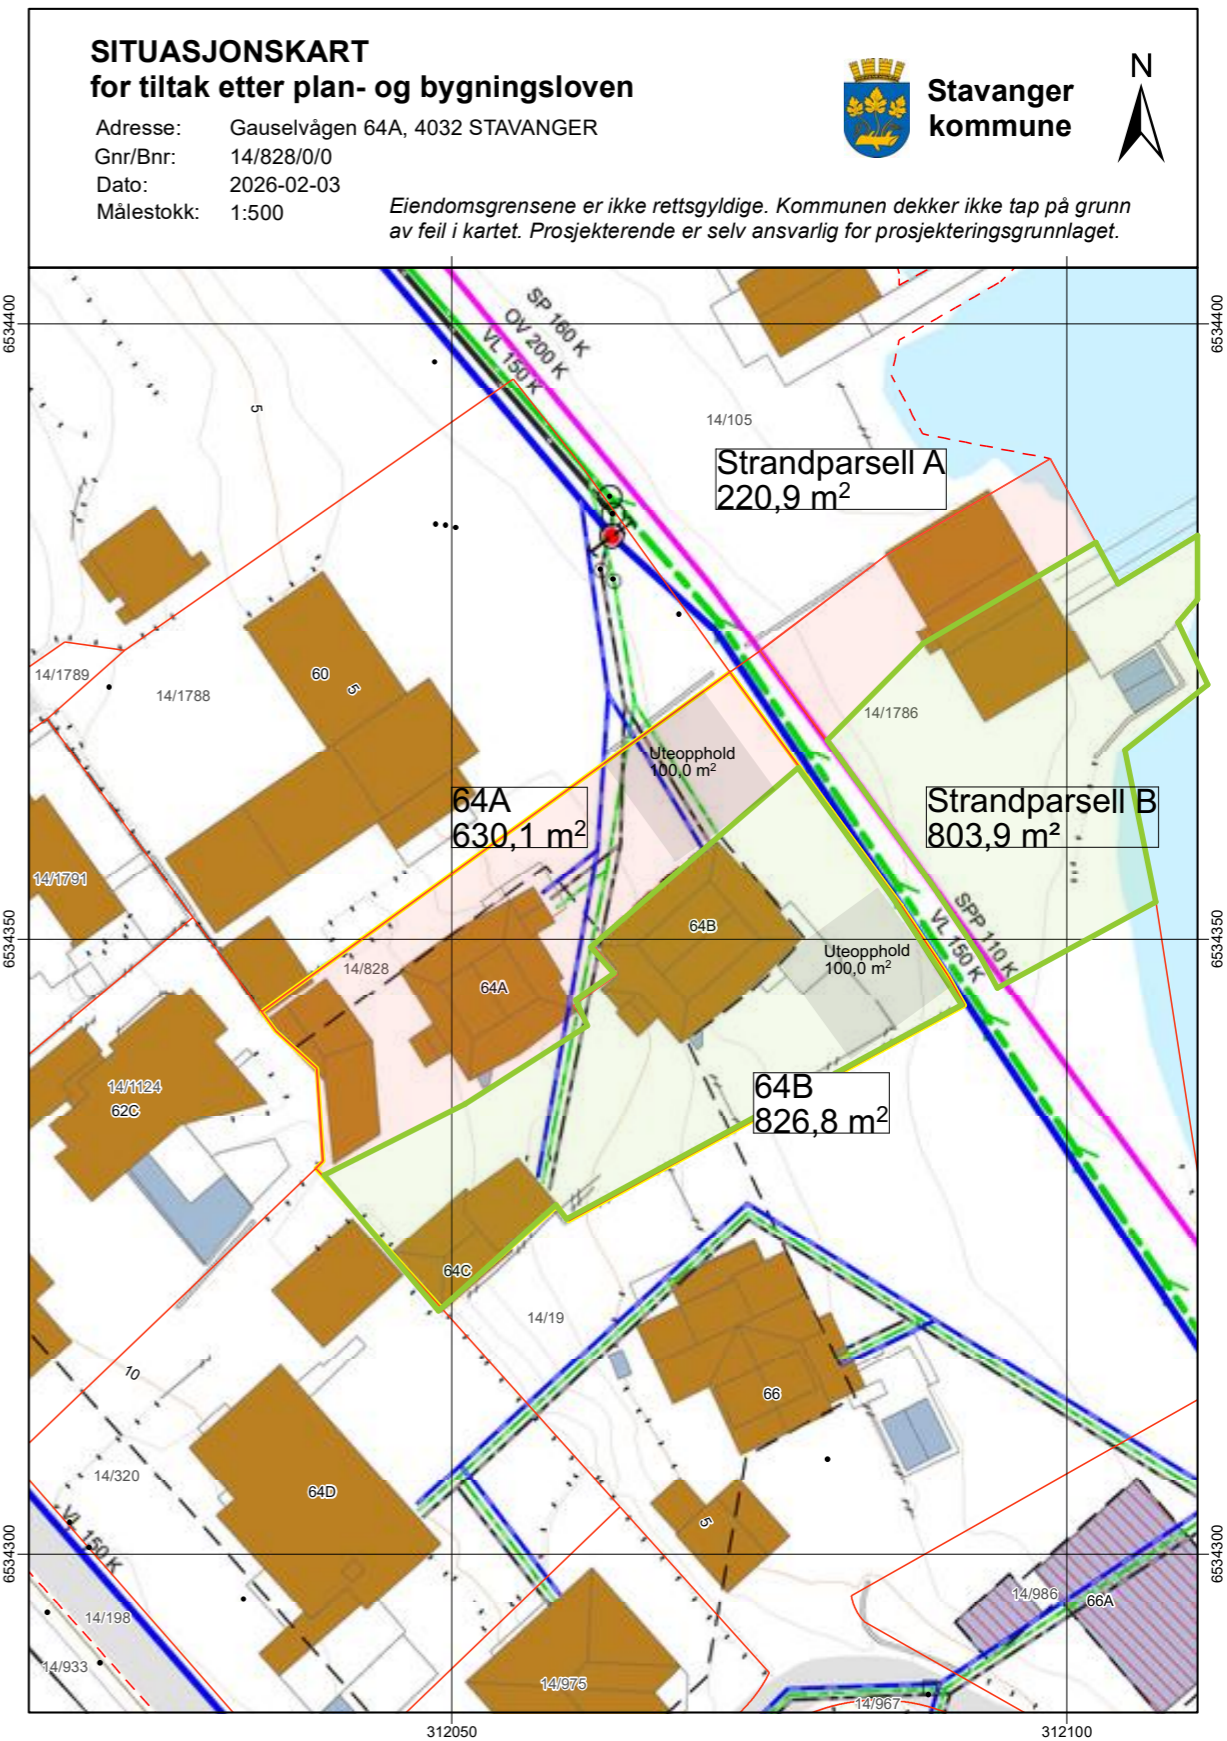 SITUASJONSKART
for tiltak etter plan- og bygningsloven
Adresse: Gauselvågen 64A, 4032 STAVANGER
Gnr/Bnr: 14/828/0/0
Dato: 2026-02-03
Målestokk: 1:500
Stavanger
kommune
N
Eiendomsgrensene er ikke rettsgyldige. Kommunen dekker ikke tap på grunn
av feil i kartet. Prosjekterende er selv ansvarlig for prosjekteringsgrunnlaget.
6534400
6534400
SP 160 K
OV 200 K
VL 150 K
5
14/105
Strandparsell A
220,9 m²
14/1789
14/1788
60
5
14/1786
Uteopphold
100,0 m²
64A
630,1 m²
Strandparsell B
803,9 m²
14/1791
64B
SPP 110 K
VL 150 K
6534350
6534350
Uteopphold
100,0 m²
14/828
64A
14/1124
62C
64B
826,8 m²
64C
14/19
10
66
14/320
64D
5
VL 150 K
6534300
6534300
14/986
66A
14/198
14/933
14/975
14/967
312050
312100